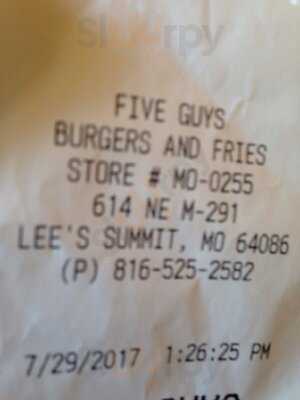 FIVE GUYS
BURGERS AND FRIES
STORE # MO-0255
614 NE M-291
LEE'S SUMMIT, MO 64086
(P) 816-525-2582
7/29/2017 1:26:25 PM